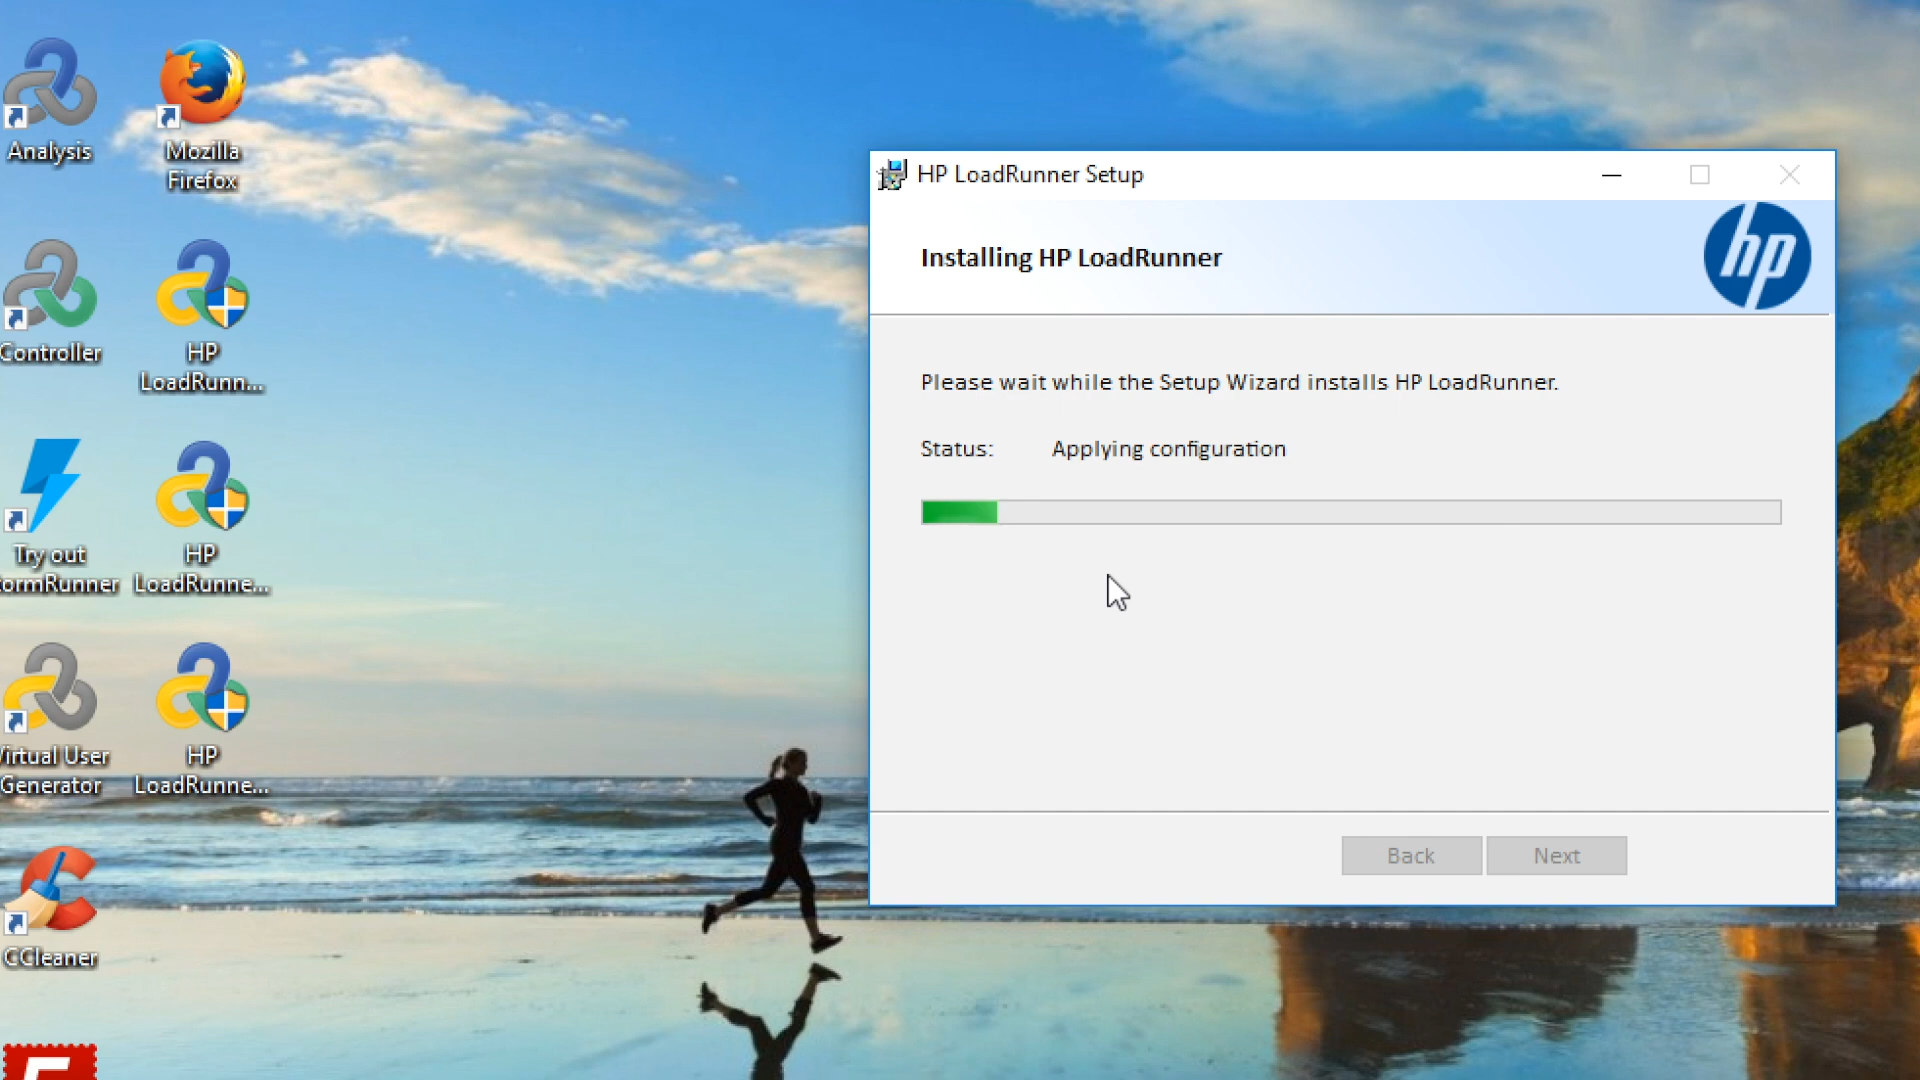 Analysis
Mozilla
Firefox
Controller
HP
LoadRunn...
Try out
ormRunner
HP
LoadRunne...
Virtual User
Generator
HP
LoadRunne...
CCleaner
HP LoadRunner Setup
Installing HP LoadRunner
hp
Please wait while the Setup Wizard installs HP LoadRunner.
Status: Applying configuration
Back Next